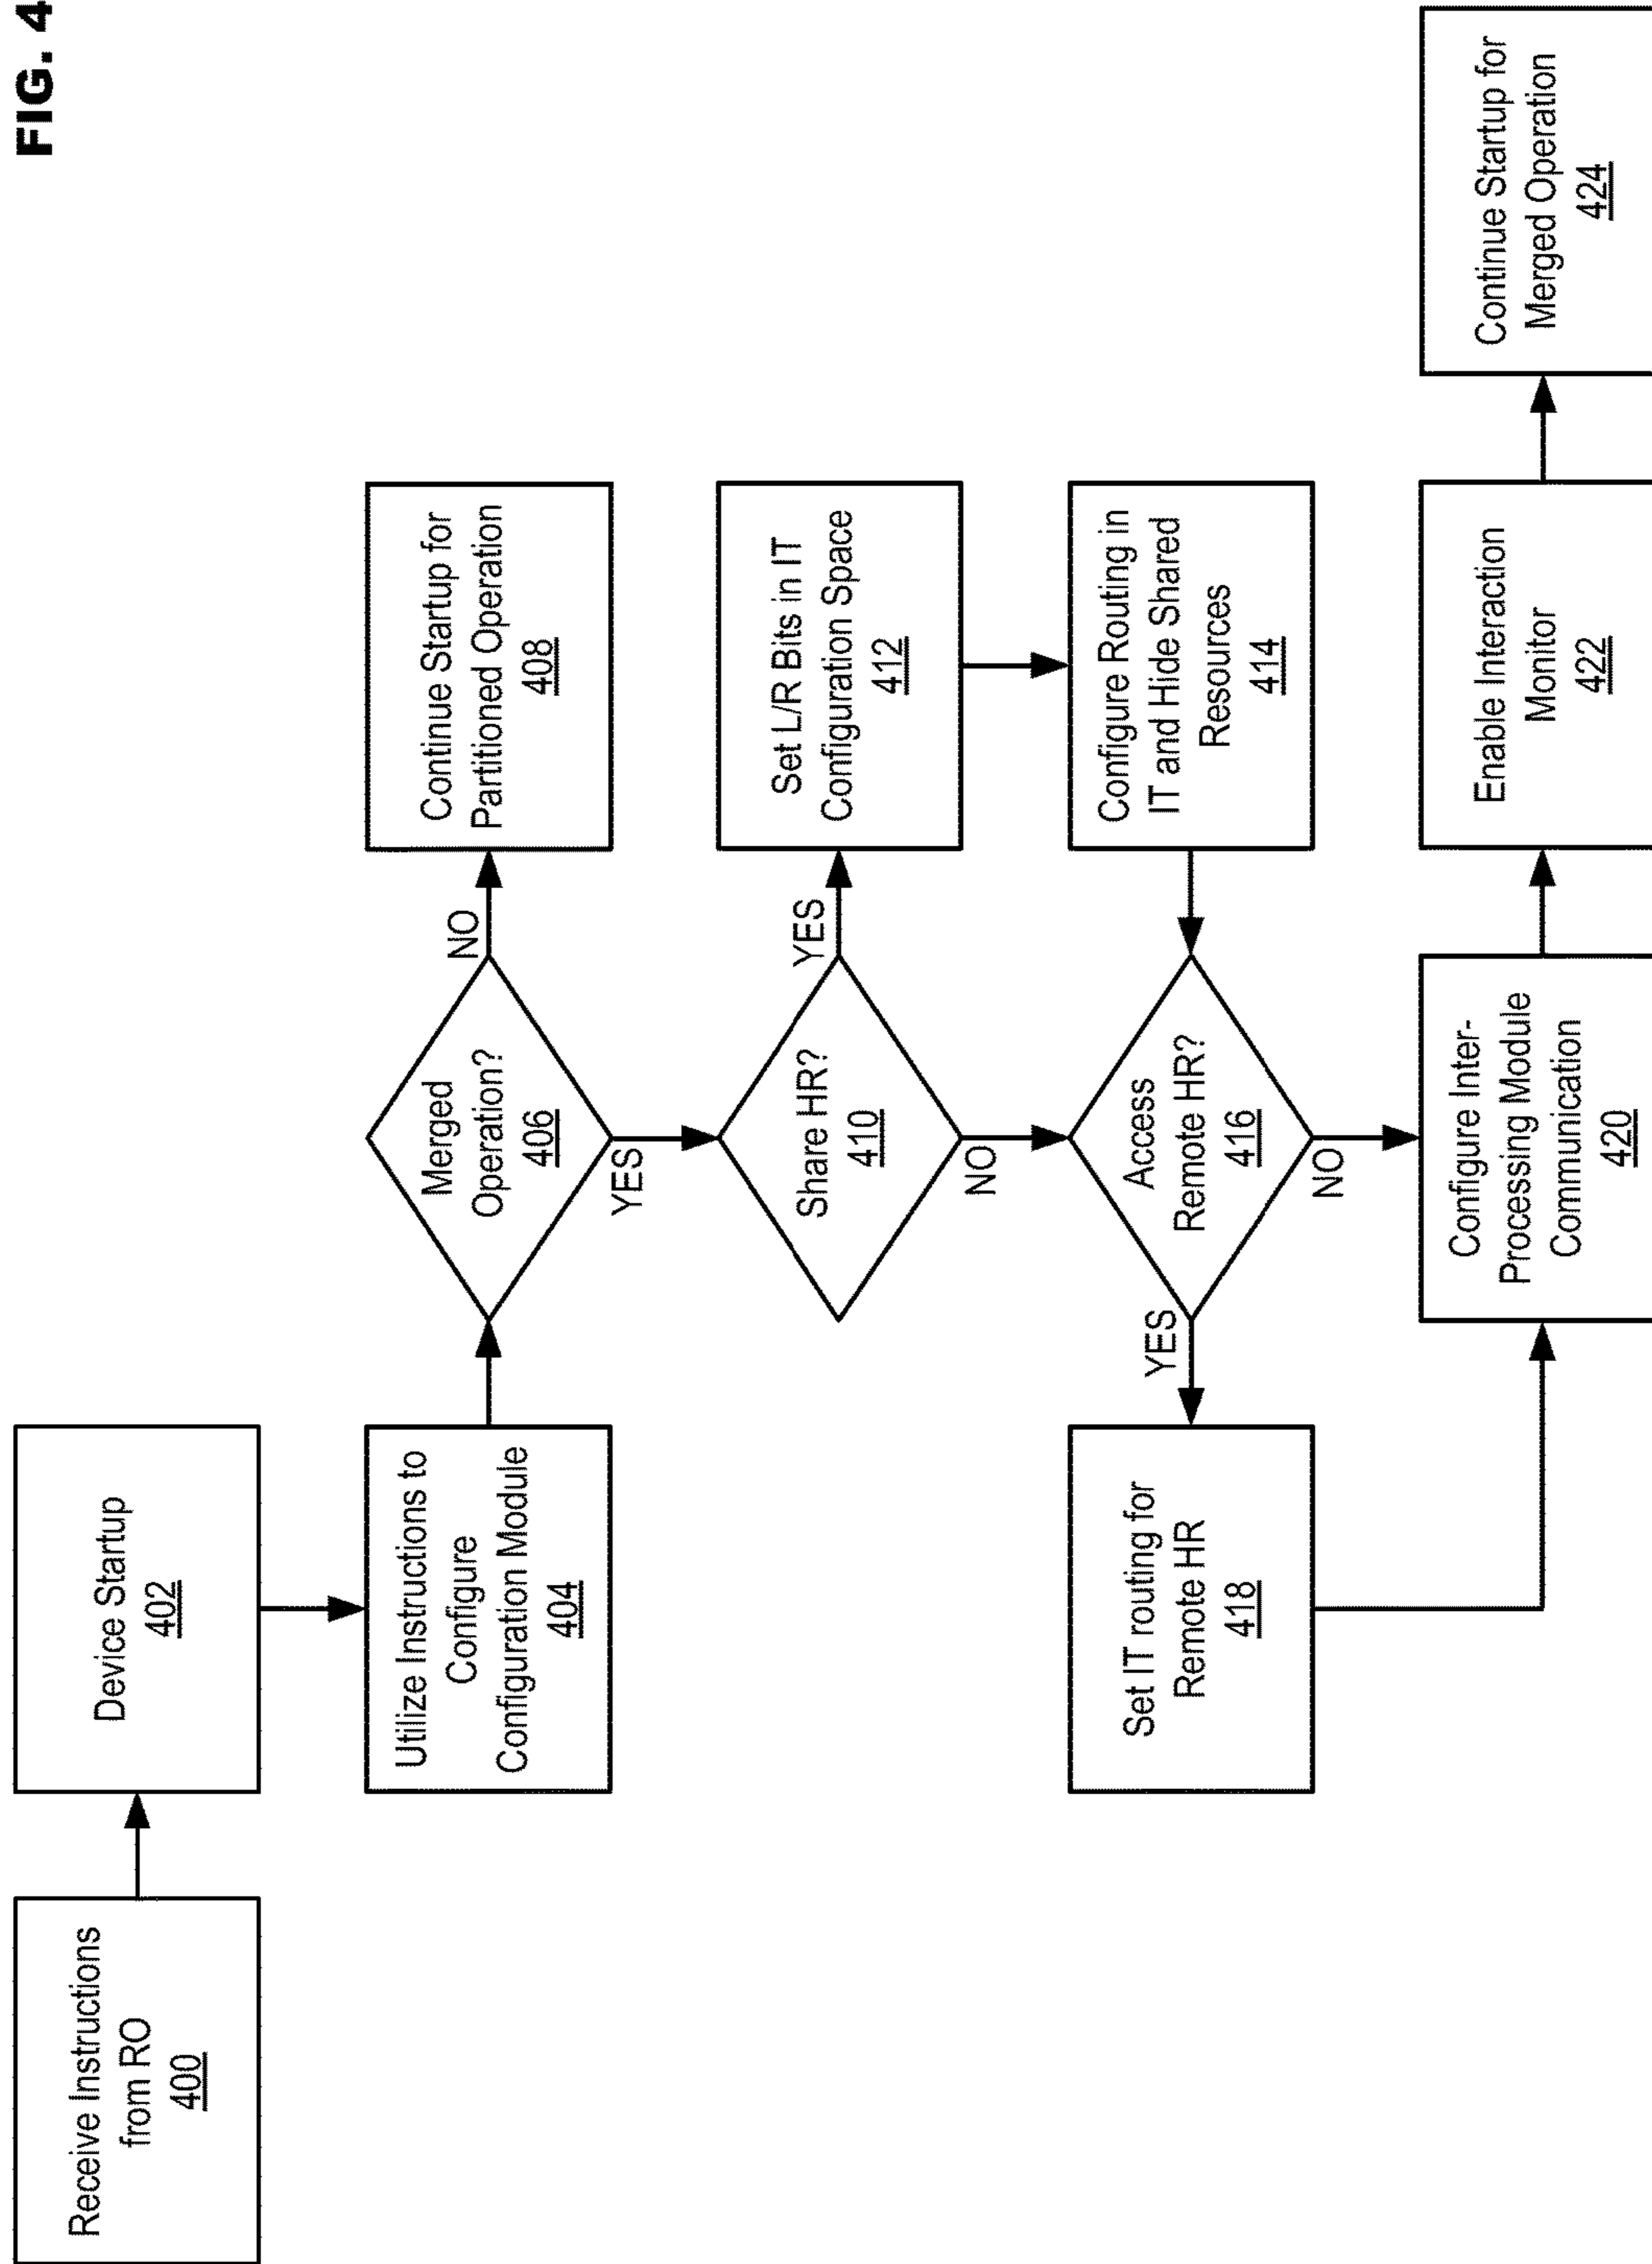 FIG. 4
Receive Instructions
from RO
400
Device Startup
402
Utilize Instructions to
Configure
Configuration Module
404
Merged
Operation?
406
NO
YES
Continue Startup for
Partitioned Operation
408
Share HR?
410
YES
NO
Set L/R Bits in IT
Configuration Space
412
Configure Routing in
IT and Hide Shared
Resources
414
Access
Remote HR?
416
YES
NO
Set IT routing for
Remote HR
418
Configure Inter-
Processing Module
Communication
420
Enable Interaction
Monitor
422
Continue Startup for
Merged Operation
424